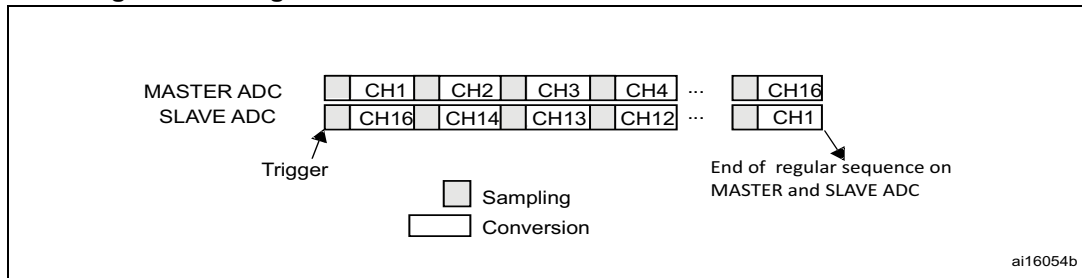 MASTER ADC CH1 CH2 CH3 CH4 ... CH16
SLAVE ADC CH16 CH14 CH13 CH12 ... CH1
Trigger
End of regular sequence on
MASTER and SLAVE ADC
Sampling
Conversion
ai16054b